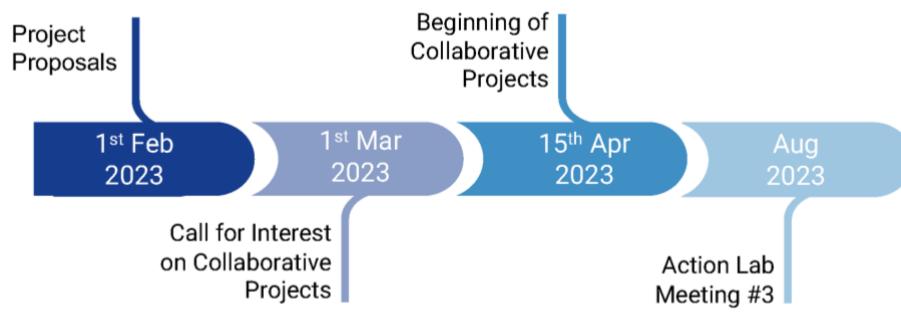 Project
Proposals
Beginning of
Collaborative
Projects
1st Feb
2023
1st Mar
2023
15th Apr
2023
Aug
2023
Call for Interest
on Collaborative
Projects
Action Lab
Meeting #3